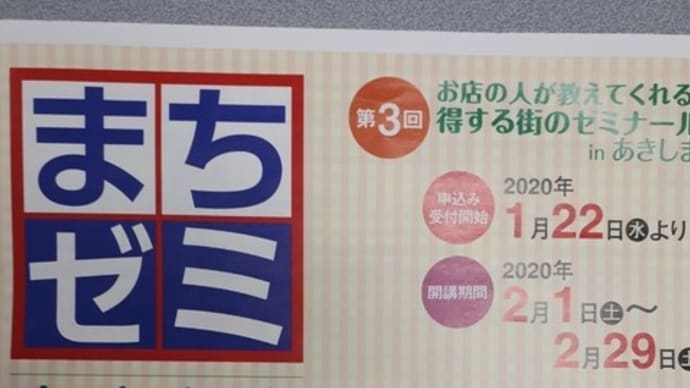 まち
ゼミ
第3回
お店の人が教えてくれる
得する街のセミナール
in あきしま
申込み
受付開始
2020年
1月22日水より
開講期間
2020年
2月1日土〜
2月29日土